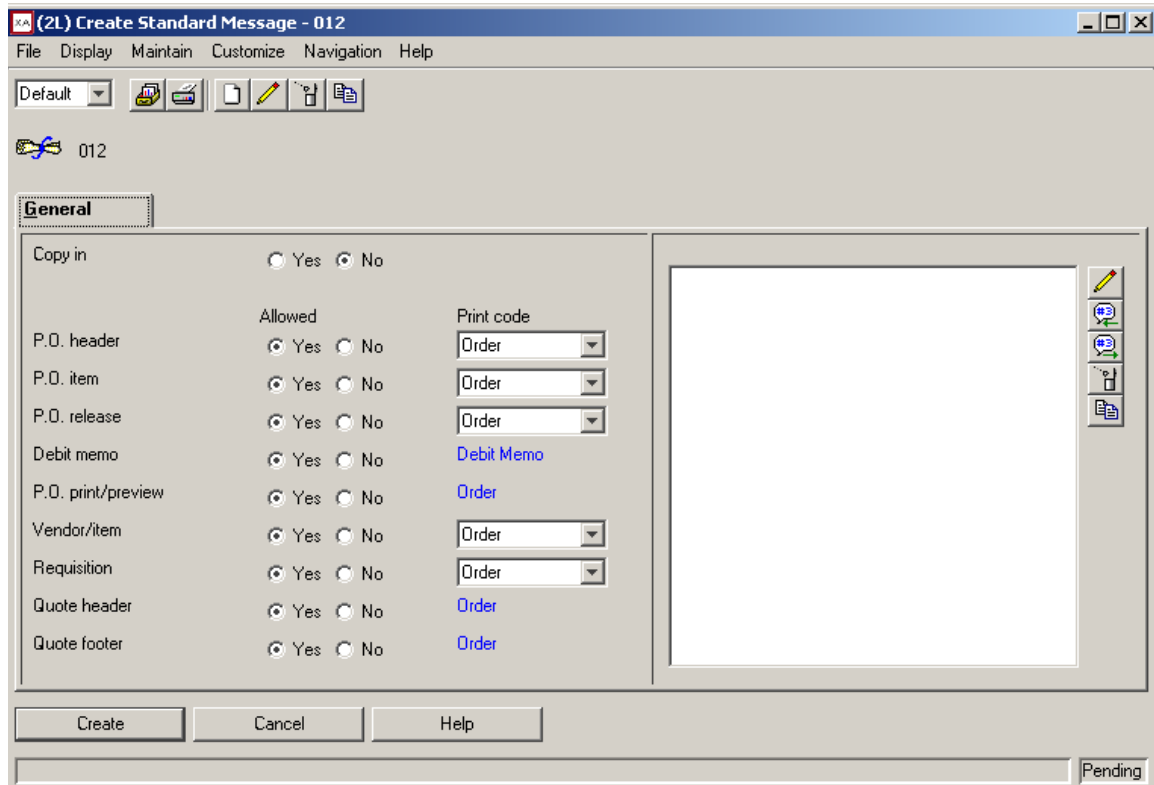 XA (2L) Create Standard Message - 012
File Display Maintain Customize Navigation Help
Default
012
General
Copy in Yes No
Allowed Print code
P.O. header Yes No Order
P.O. item Yes No Order
P.O. release Yes No Order
Debit memo Yes No Debit Memo
P.O. print/preview Yes No Order
Vendor/item Yes No Order
Requisition Yes No Order
Quote header Yes No Order
Quote footer Yes No Order
#3
#3
Create Cancel Help
Pending